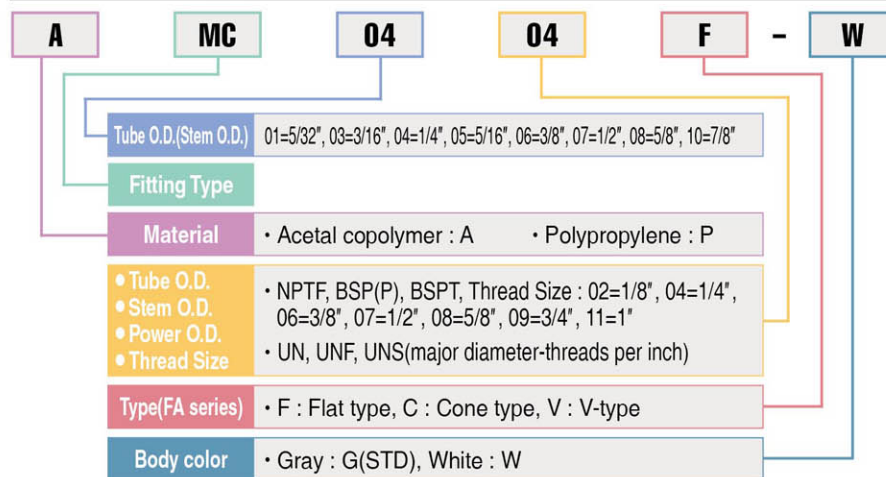 A MC 04 04 F - W
Tube O.D.(Stem O.D.) 01=5/32″, 03=3/16″, 04=1/4″, 05=5/16″, 06=3/8″, 07=1/2″, 08=5/8″, 10=7/8″
Fitting Type
Material • Acetal copolymer : A • Polypropylene : P
• Tube O.D.
• Stem O.D.
• Power O.D.
• Thread Size
• NPTF, BSP(P), BSPT, Thread Size : 02=1/8″, 04=1/4″,
06=3/8″, 07=1/2″, 08=5/8″, 09=3/4″, 11=1″
• UN, UNF, UNS(major diameter-threads per inch)
Type(FA series) • F : Flat type, C : Cone type, V : V-type
Body color • Gray : G(STD), White : W